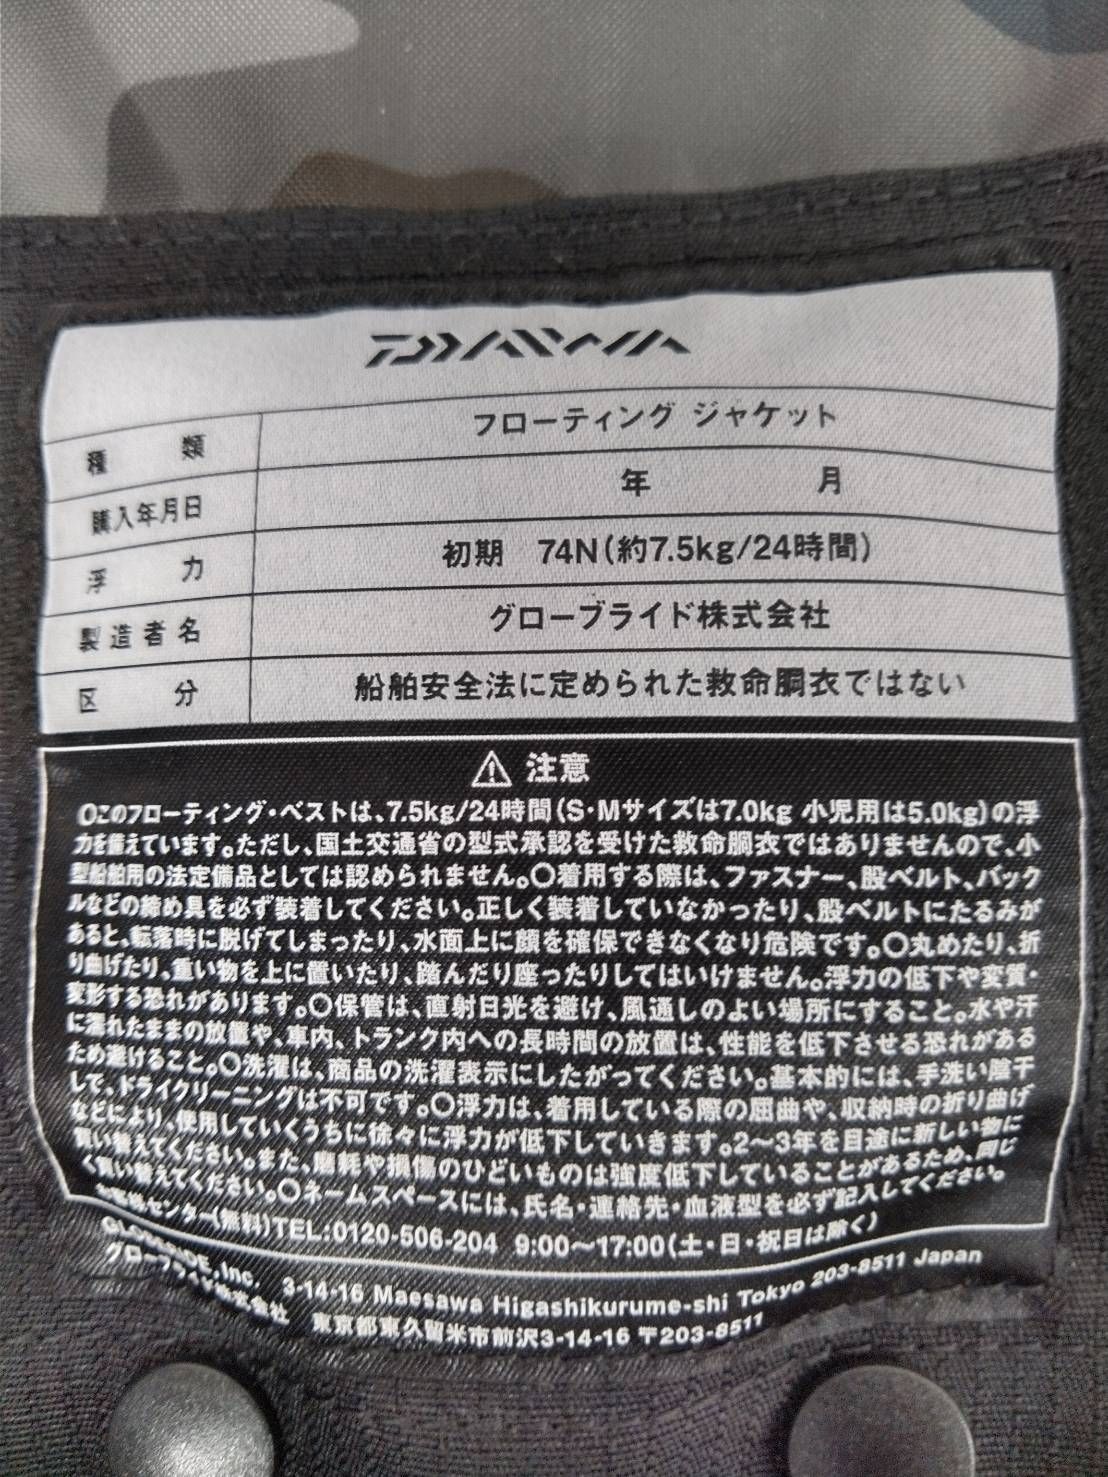 DAIWA
種 類 フローティング ジャケット
購入年月日 年 月
浮 力 初期 74N(約7.5kg/24時間)
製造者名 グローブライド株式会社
区 分 船舶安全法に定められた救命胴衣ではない
⚠ 注意
○このフローティング・ベストは、7.5kg/24時間(S・Mサイズは7.0kg 小児用は5.0kg)の浮
力を備えています。ただし、国土交通省の型式承認を受けた救命胴衣ではありませんので、小
型船舶用の法定備品としては認められません。○着用する際は、ファスナー、股ベルト、バック
ルなどの締め具を必ず装着してください。正しく装着していなかったり、股ベルトにたるみが
あると、転落時に脱げてしまったり、水面上に顔を確保できなくなり危険です。○丸めたり、折
り曲げたり、重い物を上に置いたり、踏んだり座ったりしてはいけません。浮力の低下や変質・
変形する恐れがあります。○保管は、直射日光を避け、風通しのよい場所にすること。水や汗
に濡れたままの放置や、車内、トランク内への長時間の放置は、性能を低下させる恐れがある
ため避けること。○洗濯は、商品の洗濯表示にしたがってください。基本的には、手洗い陰干
しで、ドライクリーニングは不可です。○浮力は、着用している際の屈曲や、収納時の折り曲げ
などにより、使用していくうちに徐々に浮力が低下していきます。2〜3年を目途に新しい物に
買い替えてください。また、磨耗や損傷のひどいものは強度低下していることがあるため、同じ
く買い替えてください。○ネームスペースには、氏名・連絡先・血液型を必ず記入してください。
お客様センター(無料)TEL:0120-506-204 9:00〜17:00(土・日・祝日は除く)
GLOBERIDE, Inc. 3-14-16 Maesawa Higashikurume-shi Tokyo 203-8511 Japan
グローブライド株式会社 東京都東久留米市前沢3-14-16 〒203-8511